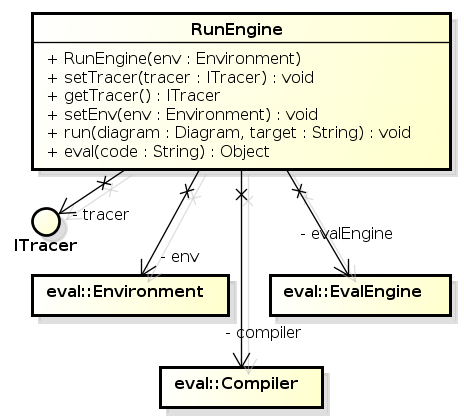 RunEngine
+ RunEngine(env : Environment)
+ setTracer(tracer : ITracer) : void
+ getTracer() : ITracer
+ setEnv(env : Environment) : void
+ run(diagram : Diagram, target : String) : void
+ eval(code : String) : Object
- tracer
ITracer
- evalEngine
- env
eval::Environment
eval::EvalEngine
- compiler
eval::Compiler